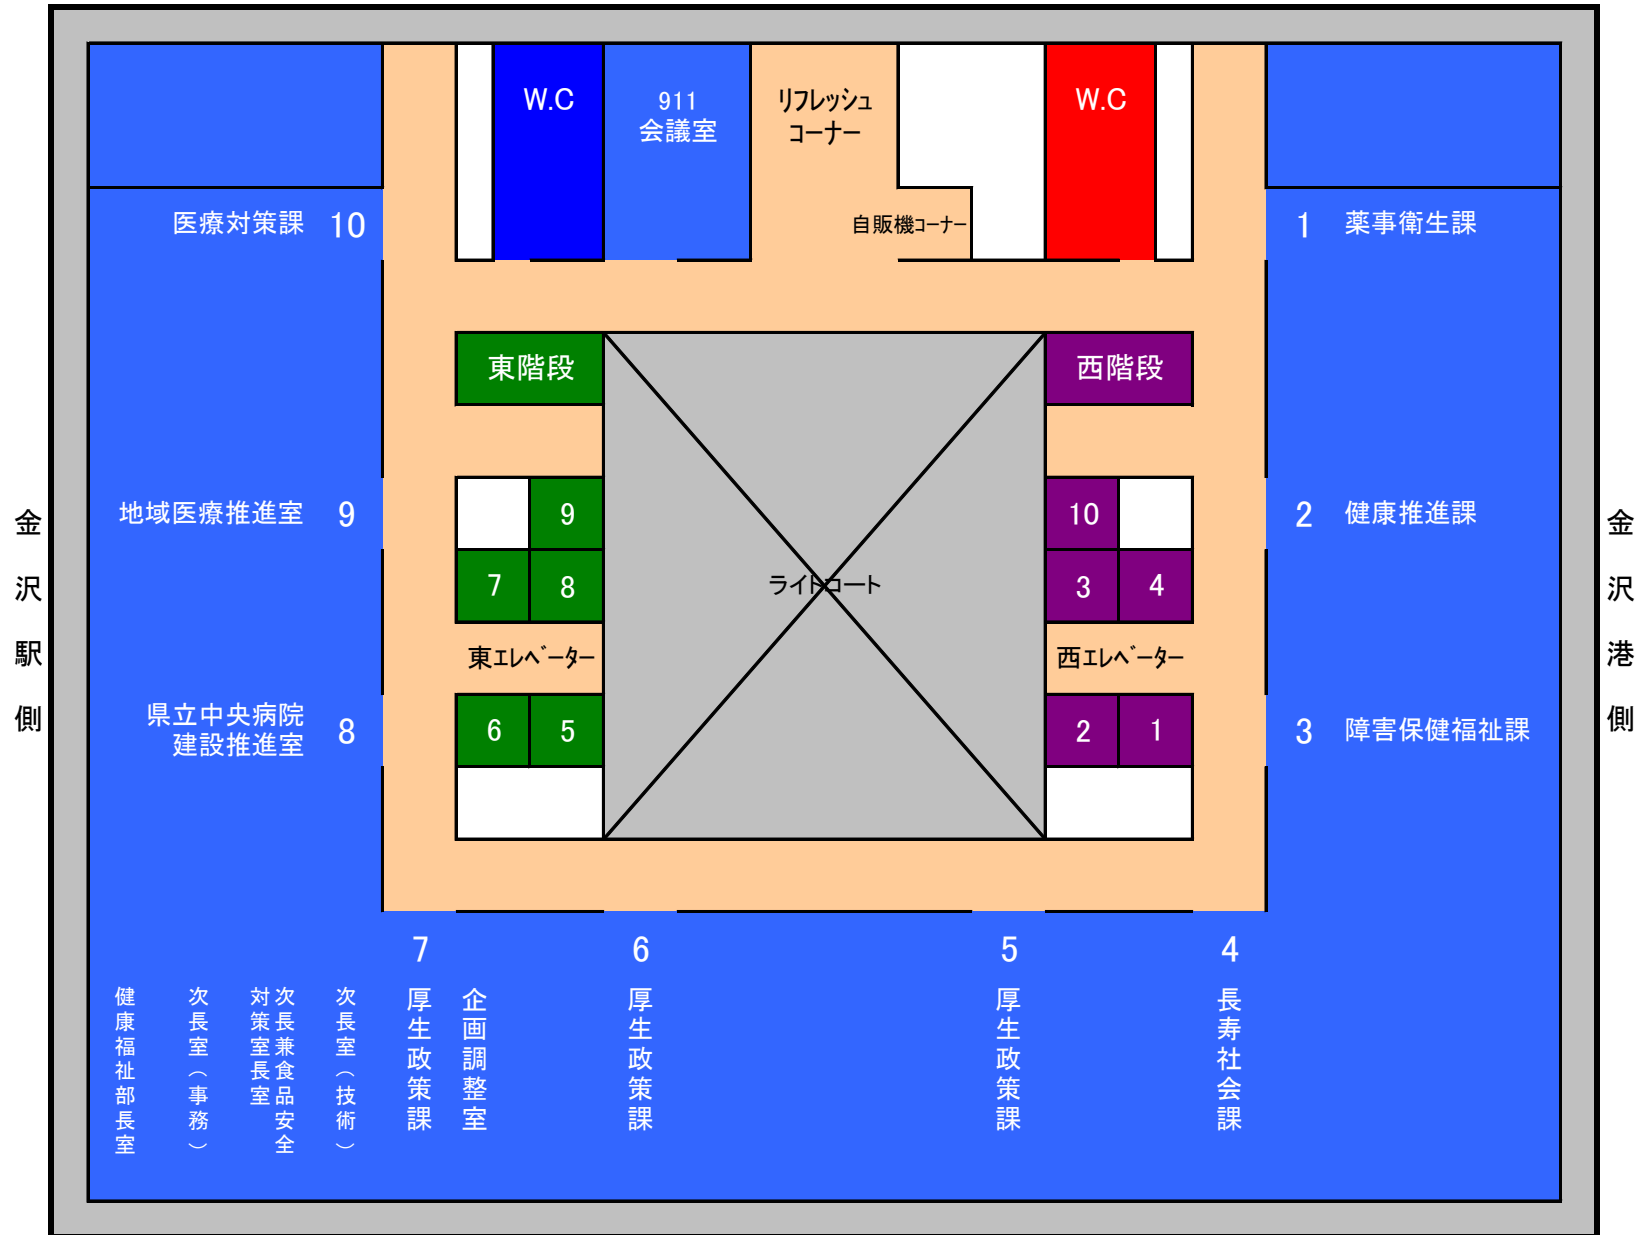 W.C
911
会議室
リフレッシュ
コーナー
W.C
医療対策課 10
自販機コーナー
1 薬事衛生課
東階段
西階段
地域医療推進室 9
9
10
2 健康推進課
7 8
ライトコート
3 4
東エレベーター
西エレベーター
県立中央病院
建設推進室
8
6 5
2 1
3 障害保健福祉課
金沢駅側
金沢港側
7
6
5
4
健康福祉部長室
次長室（事務）
次長兼食品安全
対策室長室
次長室（技術）
厚生政策課
企画調整室
厚生政策課
厚生政策課
長寿社会課